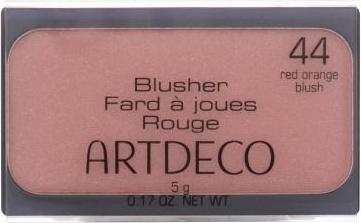 44
red orange
blush
Blusher
Fard à joues
Rouge
ARTDECO
5 g
0.17 OZ. NET WT.